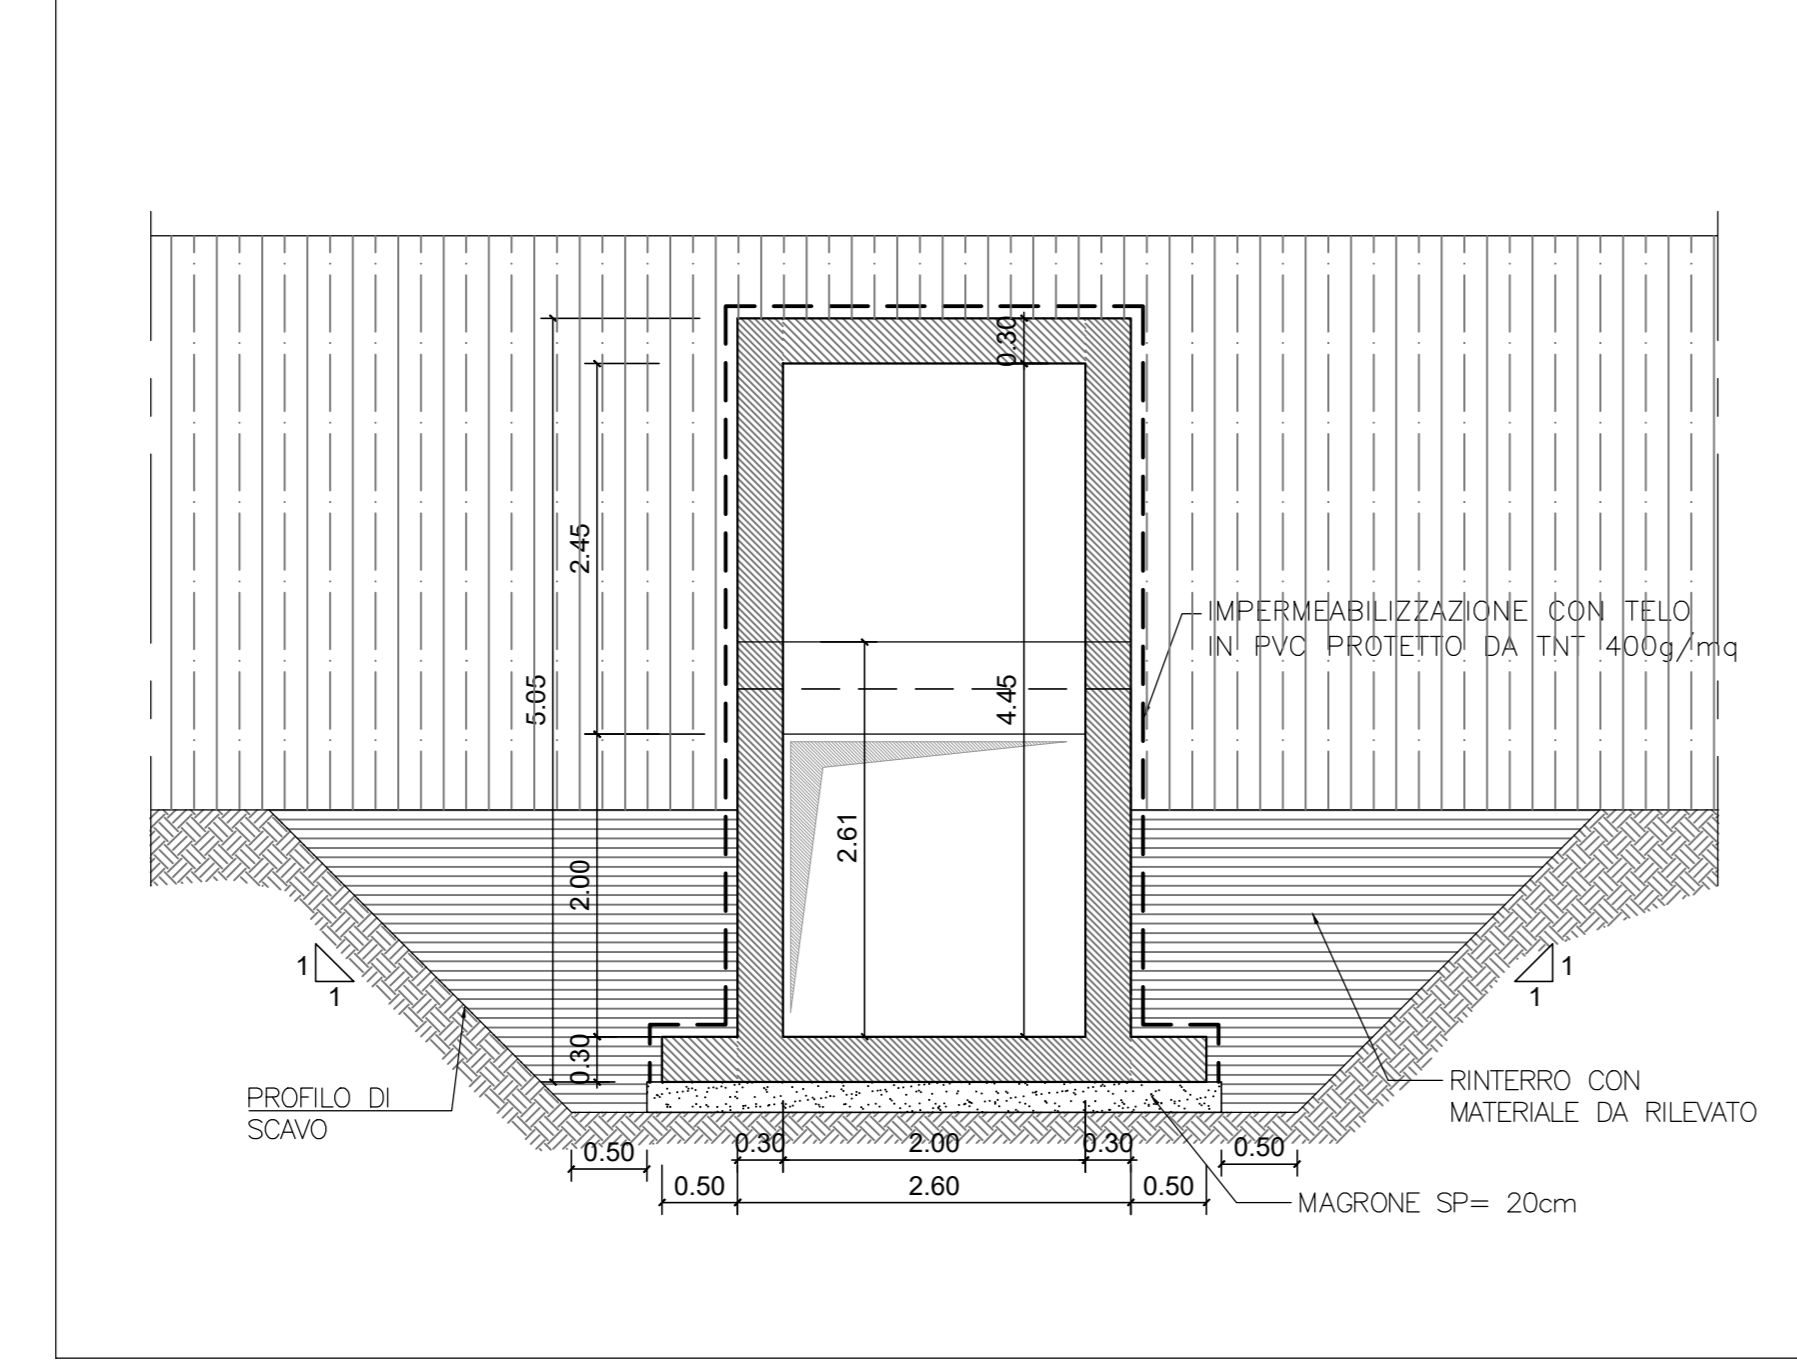 0.30
2.45
IMPERMEABILIZZAZIONE CON TELO
IN PVC PROTETTO DA TNT 400g/mq
5.05
4.45
2.61
2.00
1
1
1
1
0.30
PROFILO DI
SCAVO
RINTERRO CON
MATERIALE DA RILEVATO
0.50
0.30
2.00
0.30
0.50
0.50
2.60
0.50
MAGRONE SP= 20cm